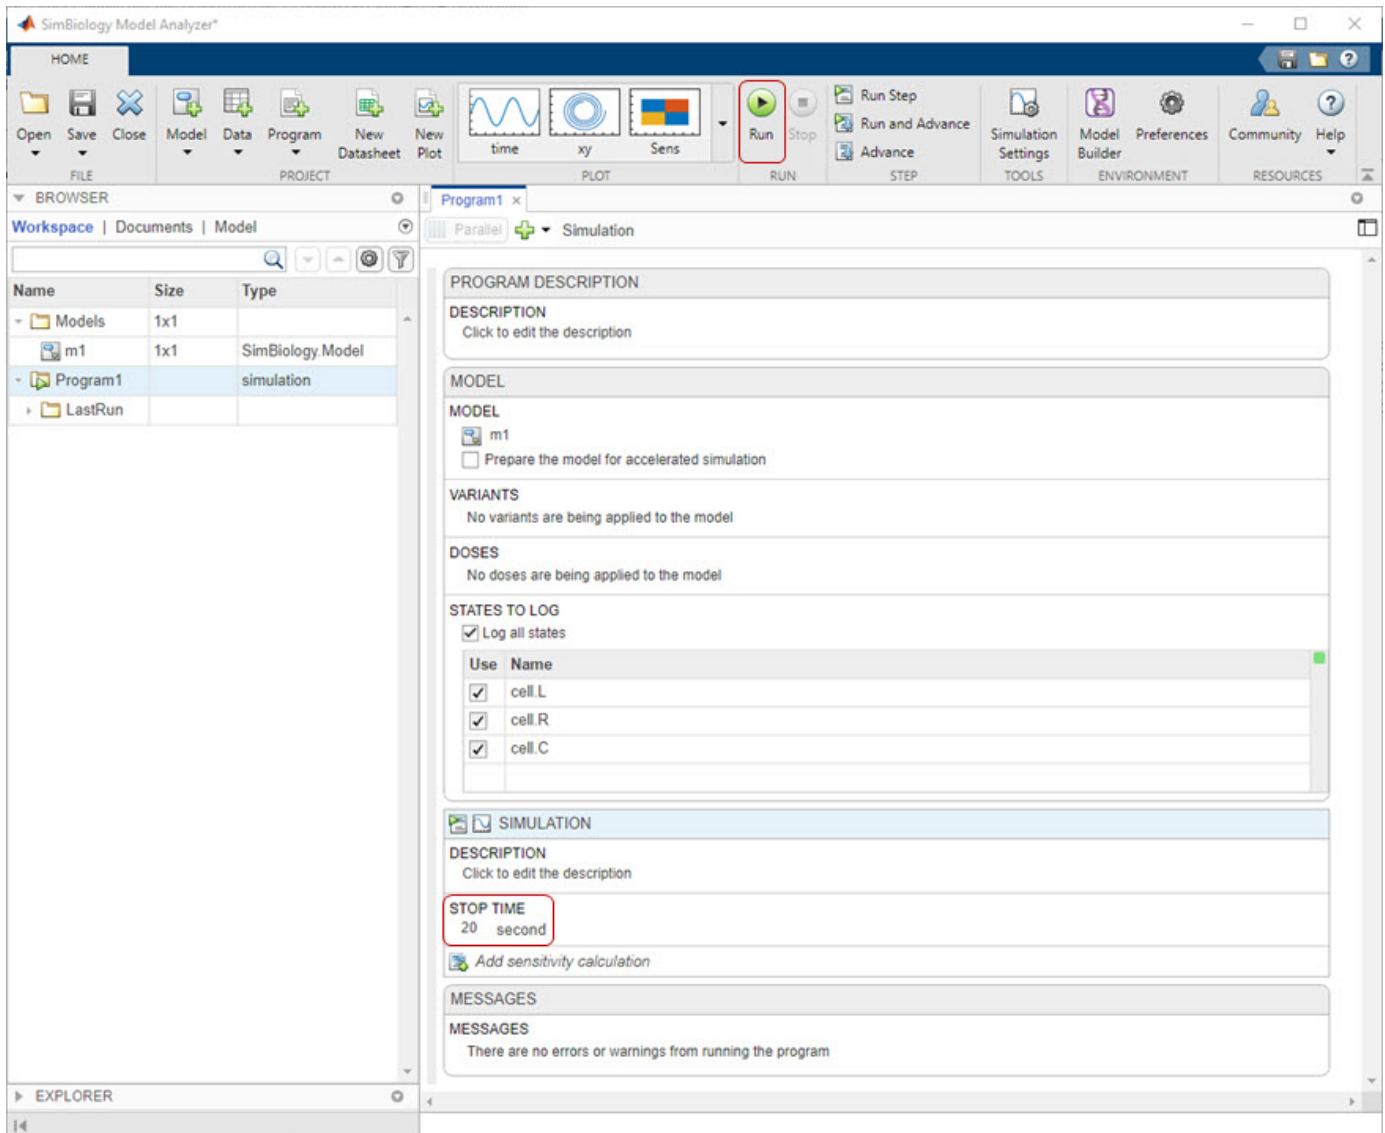 SimBiology Model Analyzer*
HOME
Open Save Close Model Data Program New Datasheet New Plot time xy Sens Run Stop Run Step Run and Advance Advance Simulation Settings Model Builder Preferences Community Help
FILE PROJECT PLOT RUN STEP TOOLS ENVIRONMENT RESOURCES
BROWSER
Workspace | Documents | Model
Name Size Type
Models 1x1
m1 1x1 SimBiology.Model
Program1 simulation
LastRun
EXPLORER
Program1
Parallel Simulation
PROGRAM DESCRIPTION
DESCRIPTION
Click to edit the description
MODEL
MODEL
m1
Prepare the model for accelerated simulation
VARIANTS
No variants are being applied to the model
DOSES
No doses are being applied to the model
STATES TO LOG
Log all states
Use Name
cell.L
cell.R
cell.C
SIMULATION
DESCRIPTION
Click to edit the description
STOP TIME
20 second
Add sensitivity calculation
MESSAGES
MESSAGES
There are no errors or warnings from running the program